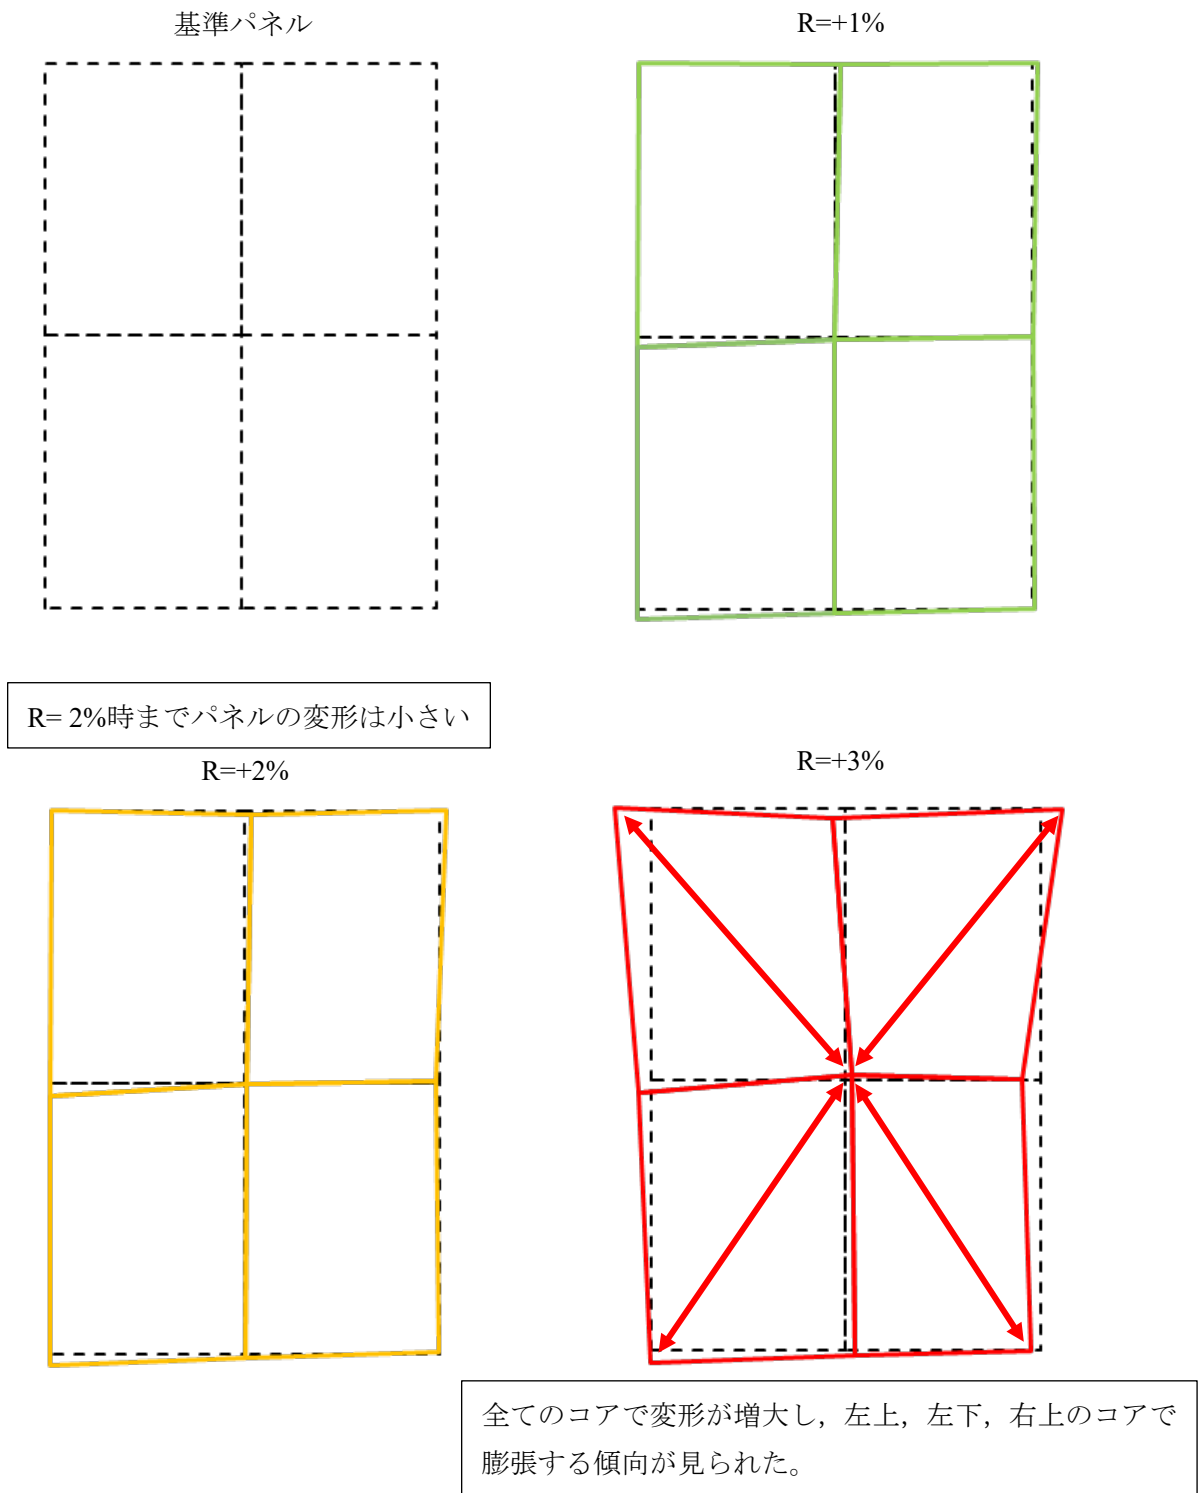 基準パネル
R=+1%
R= 2%時までパネルの変形は小さい
R=+2%
R=+3%
全てのコアで変形が増大し，左上，左下，右上のコアで
膨張する傾向が見られた。